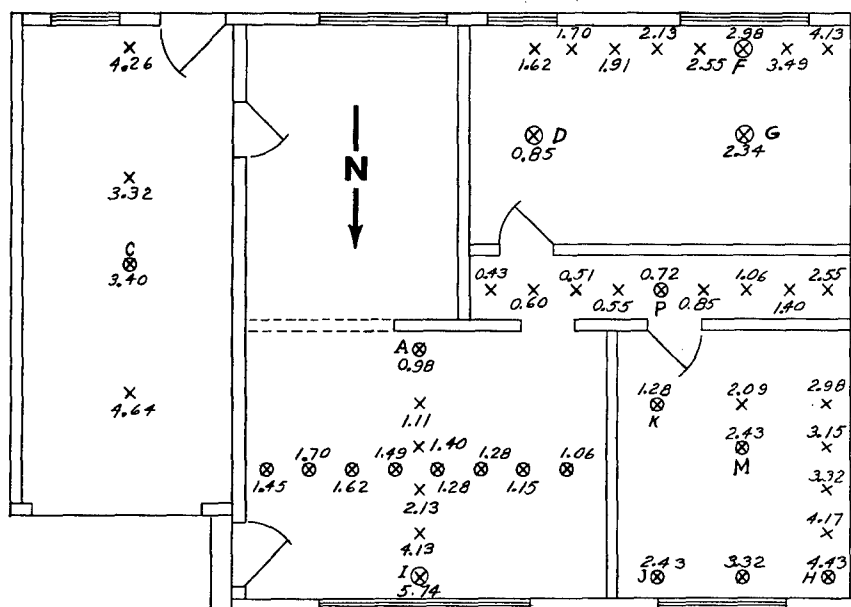 4.26
1.70 2.13 2.98 4.13
1.62 1.91 2.55 F 3.49
D G
0.85 2.34
N
3.32
C
3.40
0.43 0.51 0.72 1.06 2.55
0.60 0.55 P 0.85 1.40
A
0.98
4.64
1.11
1.28 2.09 2.98
K
1.40
2.43 3.15
M
1.70 1.49 1.28 1.06
1.45 1.62 1.28 1.15
3.32
2.13
4.17
4.13
2.43 3.32 4.43
I J H
5.74